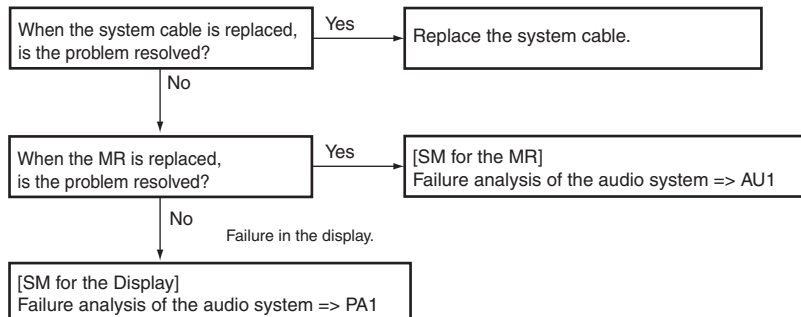 When the system cable is replaced,
is the problem resolved?
Yes
Replace the system cable.
No
When the MR is replaced,
is the problem resolved?
Yes
[SM for the MR]
Failure analysis of the audio system => AU1
No
Failure in the display.
[SM for the Display]
Failure analysis of the audio system => PA1